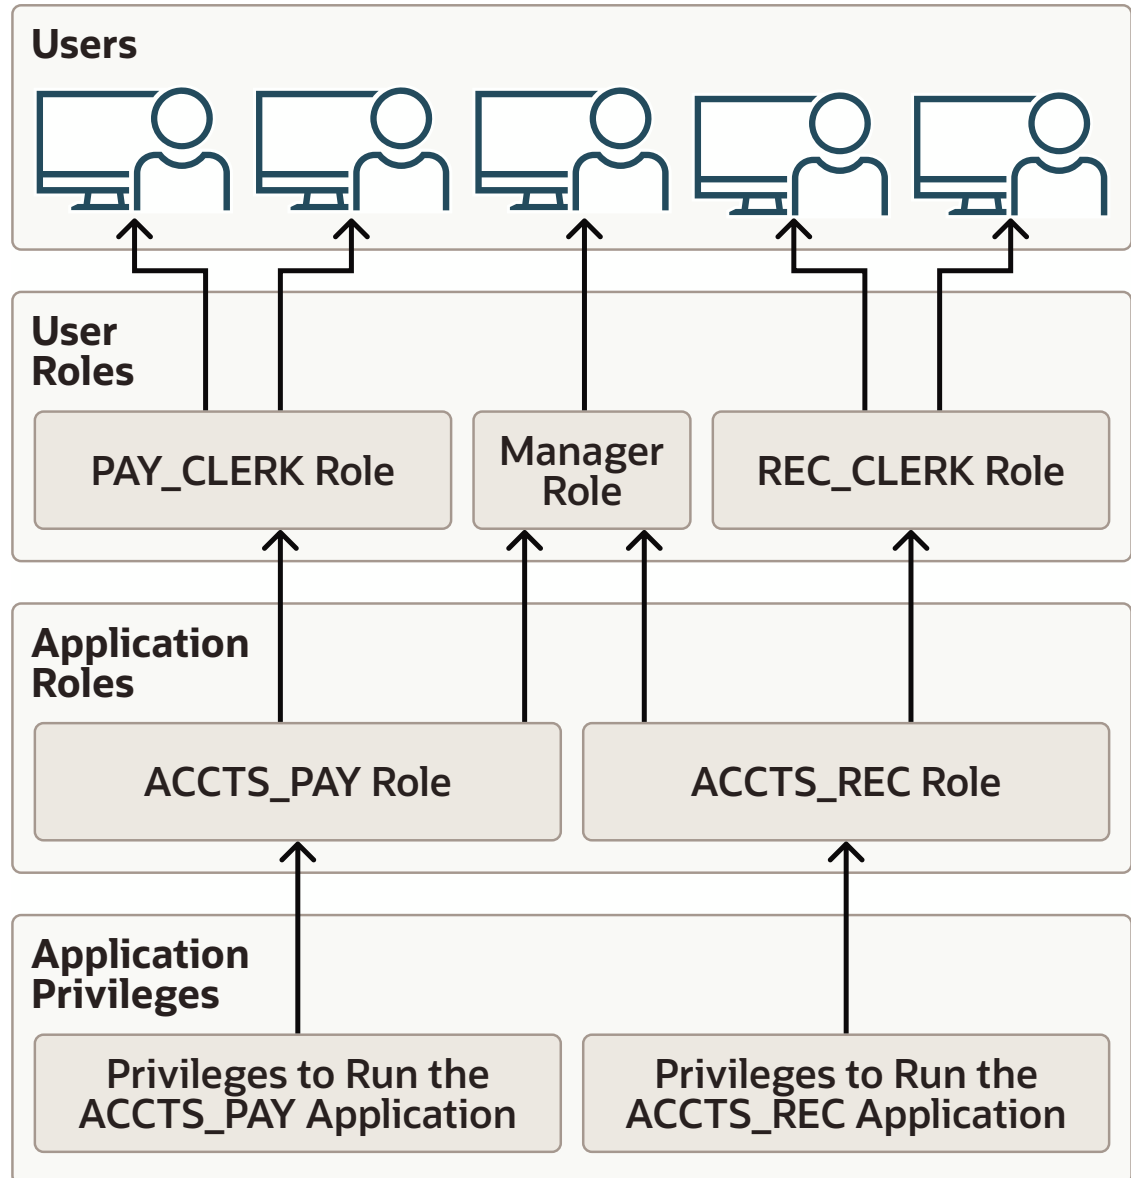 Users
User
Roles
PAY_CLERK Role
Manager
Role
REC_CLERK Role
Application
Roles
ACCTS_PAY Role
ACCTS_REC Role
Application
Privileges
Privileges to Run the
ACCTS_PAY Application
Privileges to Run the
ACCTS_REC Application